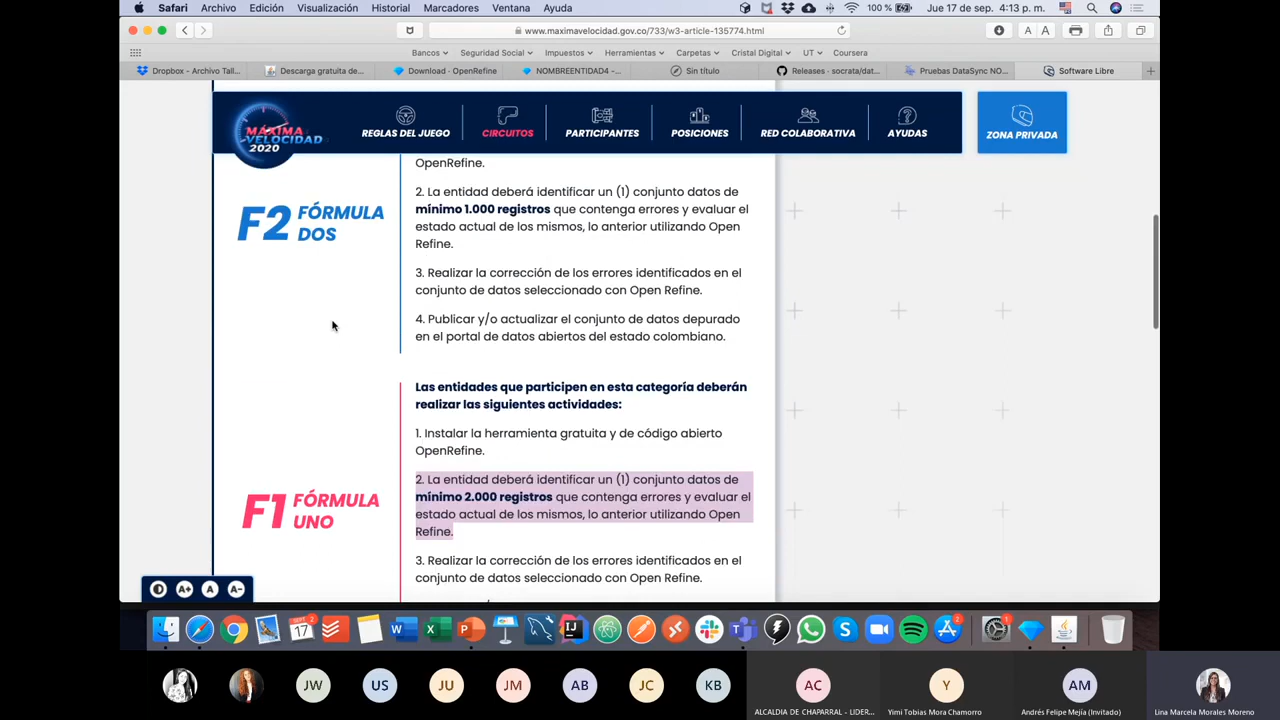 Safari Archivo Edición Visualización Historial Marcadores Ventana Ayuda
100 % Jue 17 de sep. 4:13 p. m.
www.maximavelocidad.gov.co/733/w3-article-135774.html
A A
Bancos Seguridad Social Impuestos Herramientas Carpetas Cristal Digital UT Coursera
Dropbox - Archivo Tall...
Descarga gratuita de...
Download · OpenRefine
NOMBREENTIDAD4 -...
Sin título
Releases · socrata/dat...
Pruebas DataSync NO...
Software Libre
MÁXIMA
VELOCIDAD
2020
REGLAS DEL JUEGO
CIRCUITOS
PARTICIPANTES
POSICIONES
RED COLABORATIVA
AYUDAS
ZONA PRIVADA
OpenRefine.
F2 FÓRMULA
DOS
2. La entidad deberá identificar un (1) conjunto datos de
mínimo 1.000 registros que contenga errores y evaluar el
estado actual de los mismos, lo anterior utilizando Open
Refine.
3. Realizar la corrección de los errores identificados en el
conjunto de datos seleccionado con Open Refine.
4. Publicar y/o actualizar el conjunto de datos depurado
en el portal de datos abiertos del estado colombiano.
Las entidades que participen en esta categoría deberán
realizar las siguientes actividades:
1. Instalar la herramienta gratuita y de código abierto
OpenRefine.
F1 FÓRMULA
UNO
2. La entidad deberá identificar un (1) conjunto datos de
mínimo 2.000 registros que contenga errores y evaluar el
estado actual de los mismos, lo anterior utilizando Open
Refine.
3. Realizar la corrección de los errores identificados en el
conjunto de datos seleccionado con Open Refine.
A+ A A-
SEPT
17
2
2
JW
US
JU
JM
AB
JC
KB
AC
Y
AM
ALCALDIA DE CHAPARRAL - LIDER...
Yimi Tobias Mora Chamorro
Andrés Felipe Mejía (Invitado)
Lina Marcela Morales Moreno